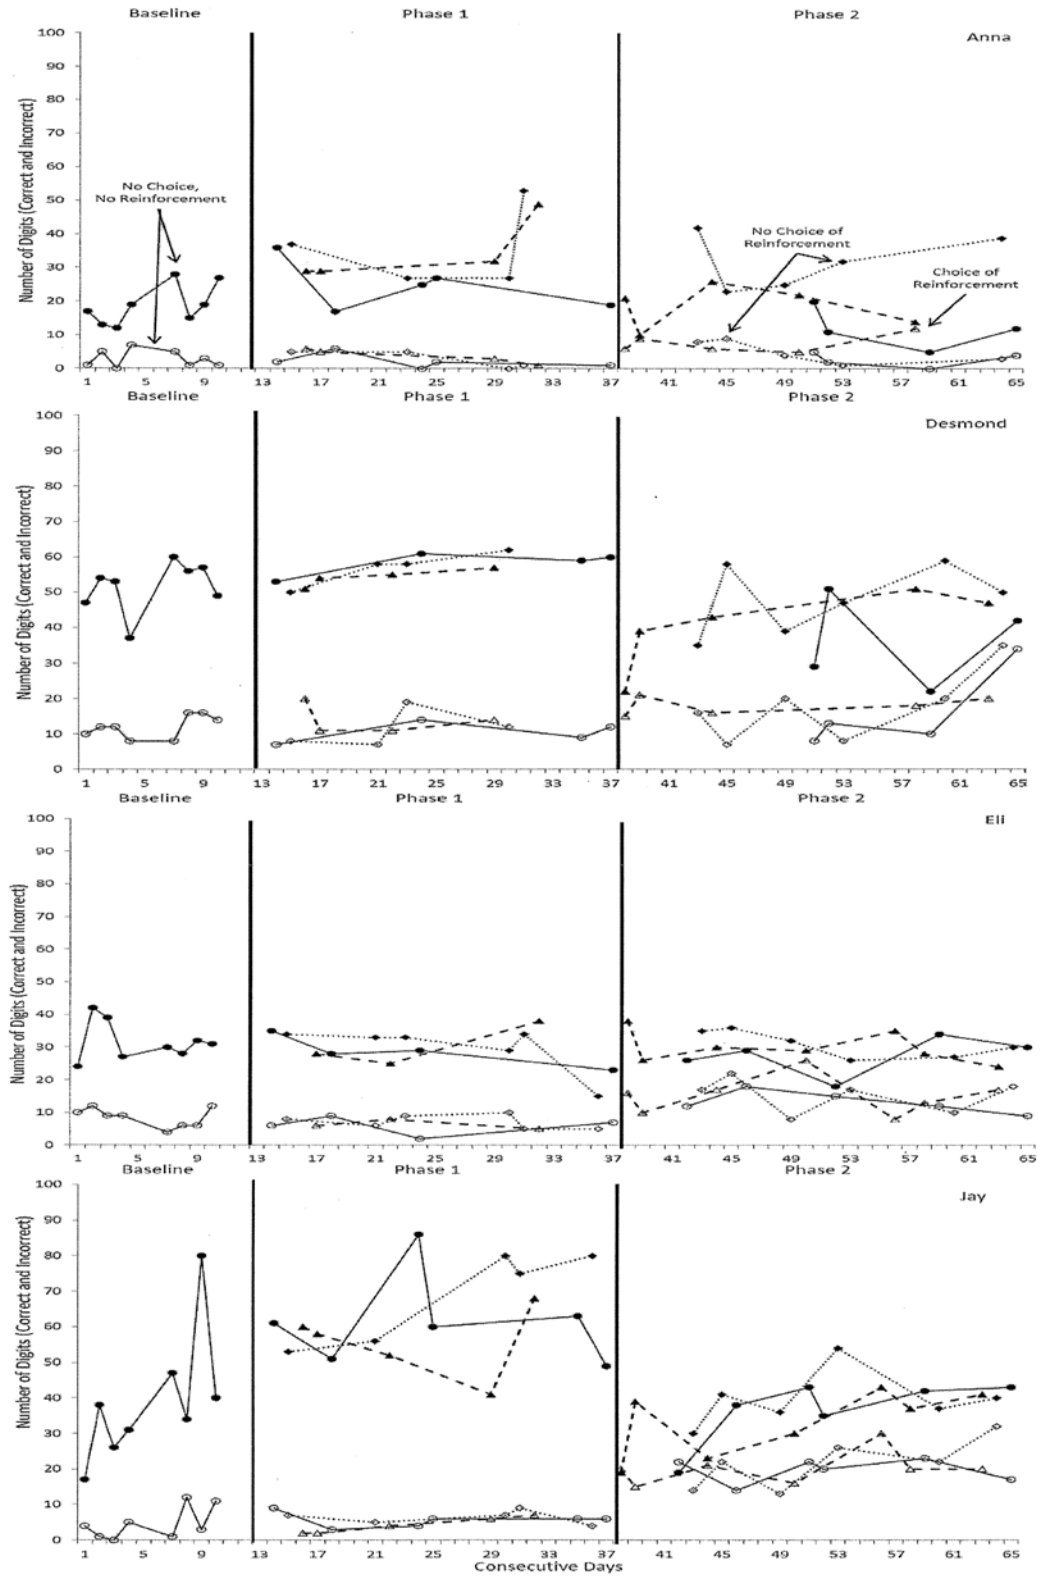 Baseline Phase 1 Phase 2
Anna
Number of Digits (Correct and Incorrect)
100
90
80
70
60
50
40
30
20
10
0
No Choice,
No Reinforcement
No Choice of
Reinforcement
Choice of
Reinforcement
1 5 9 13 17 21 25 29 33 37 41 45 49 53 57 61 65
Baseline Phase 1 Phase 2
Desmond
Number of Digits (Correct and Incorrect)
100
90
80
70
60
50
40
30
20
10
0
1 5 9 13 17 21 25 29 33 37 41 45 49 53 57 61 65
Baseline Phase 1 Phase 2
Eli
Number of Digits (Correct and Incorrect)
100
90
80
70
60
50
40
30
20
10
0
1 5 9 13 17 21 25 29 33 37 41 45 49 53 57 61 65
Baseline Phase 1 Phase 2
Jay
Number of Digits (Correct and Incorrect)
100
90
80
70
60
50
40
30
20
10
0
1 5 9 13 17 21 25 29 33 37 41 45 49 53 57 61 65
Consecutive Days